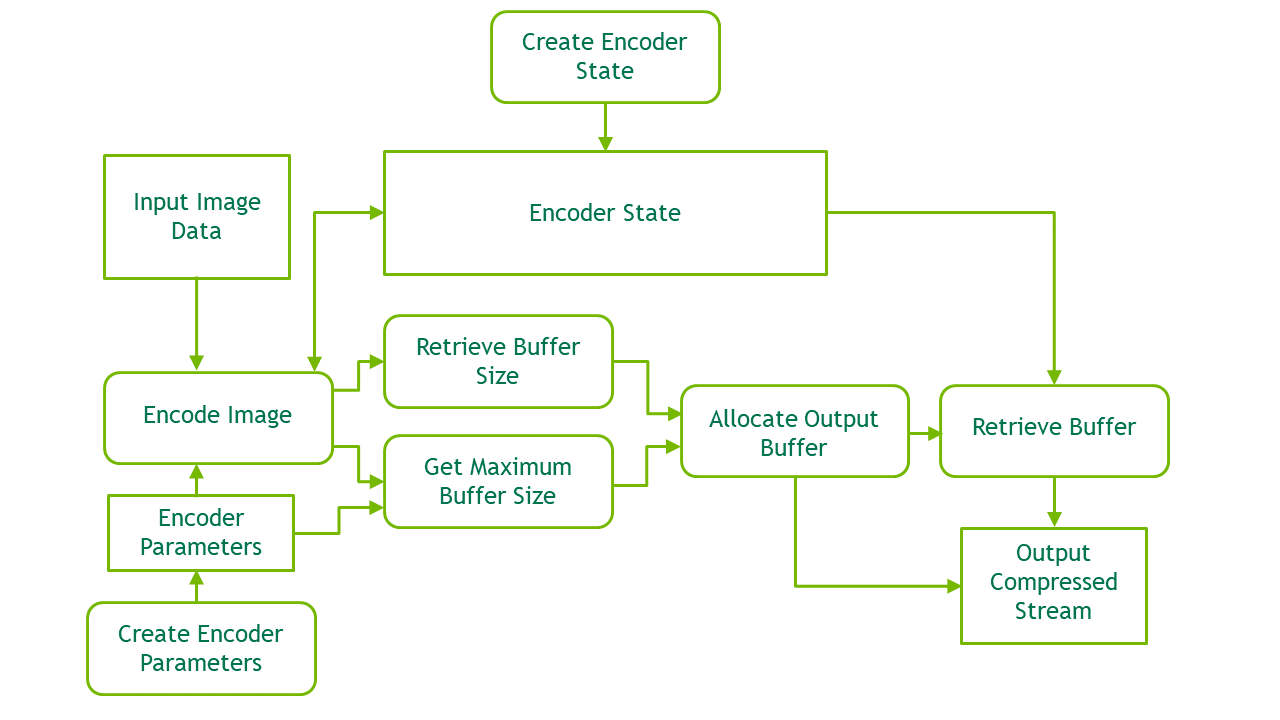 Create Encoder
State
Input Image
Data
Encoder State
Retrieve Buffer
Size
Encode Image
Allocate Output
Buffer
Retrieve Buffer
Get Maximum
Buffer Size
Encoder
Parameters
Output
Compressed
Stream
Create Encoder
Parameters